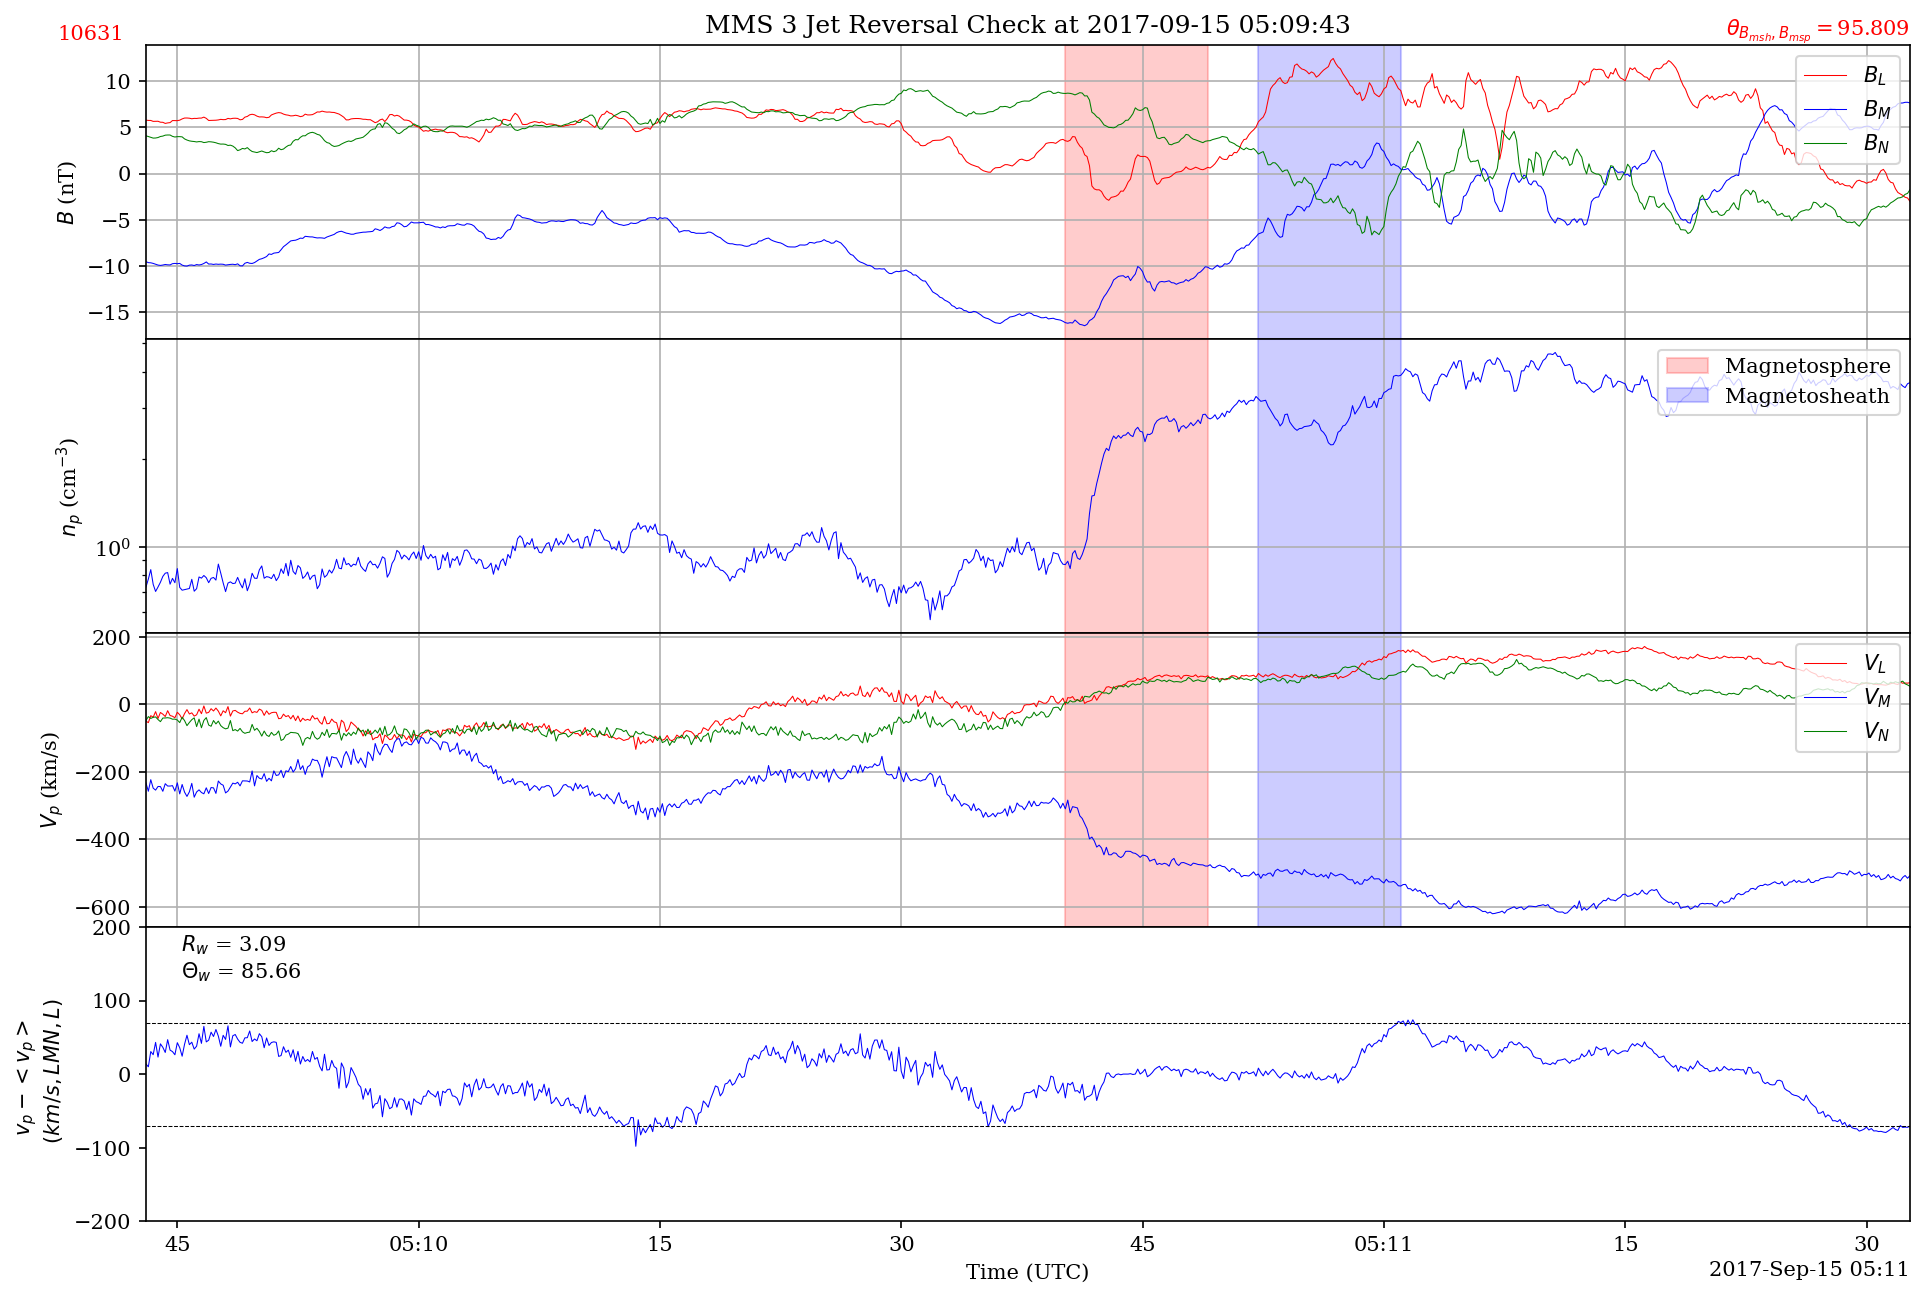 MMS 3 Jet Reversal Check at 2017-09-15 05:09:43
10631
θ_{B_{msh}, B_{msp}} = 95.809
10
5
0
−5
−10
−15
B (nT)
B_L
B_M
B_N
10^0
n_p (cm^{−3})
Magnetosphere
Magnetosheath
200
0
−200
−400
−600
V_p (km/s)
V_L
V_M
V_N
200
100
0
−100
−200
v_p − < v_p >
(km/s, LMN, L)
R_w = 3.09
Θ_w = 85.66
45
05:10
15
30
45
05:11
15
30
Time (UTC)
2017-Sep-15 05:11